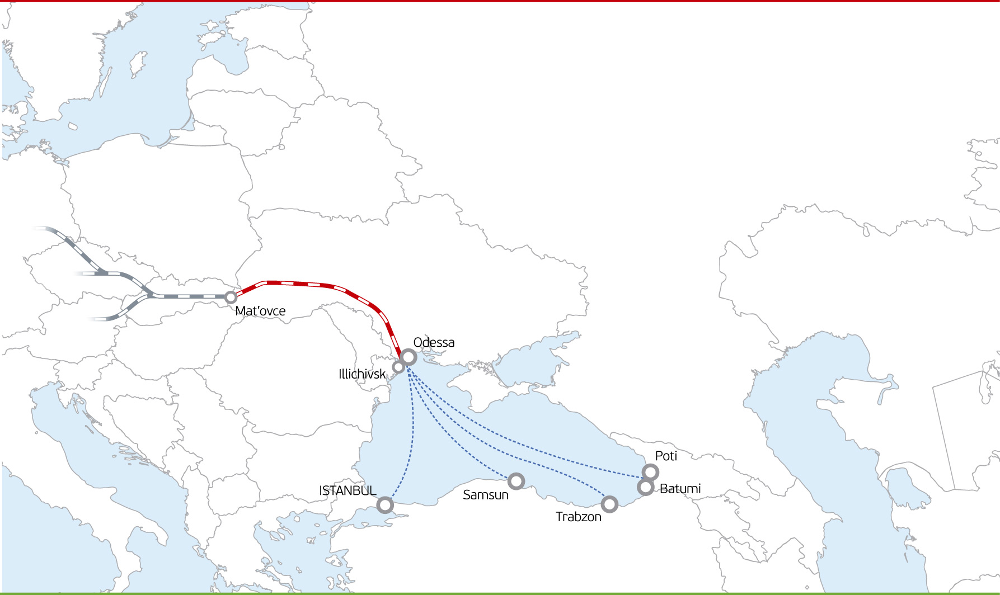 Mat'ovce
Odessa
Illichivsk
Poti
ISTANBUL
Batumi
Samsun
Trabzon